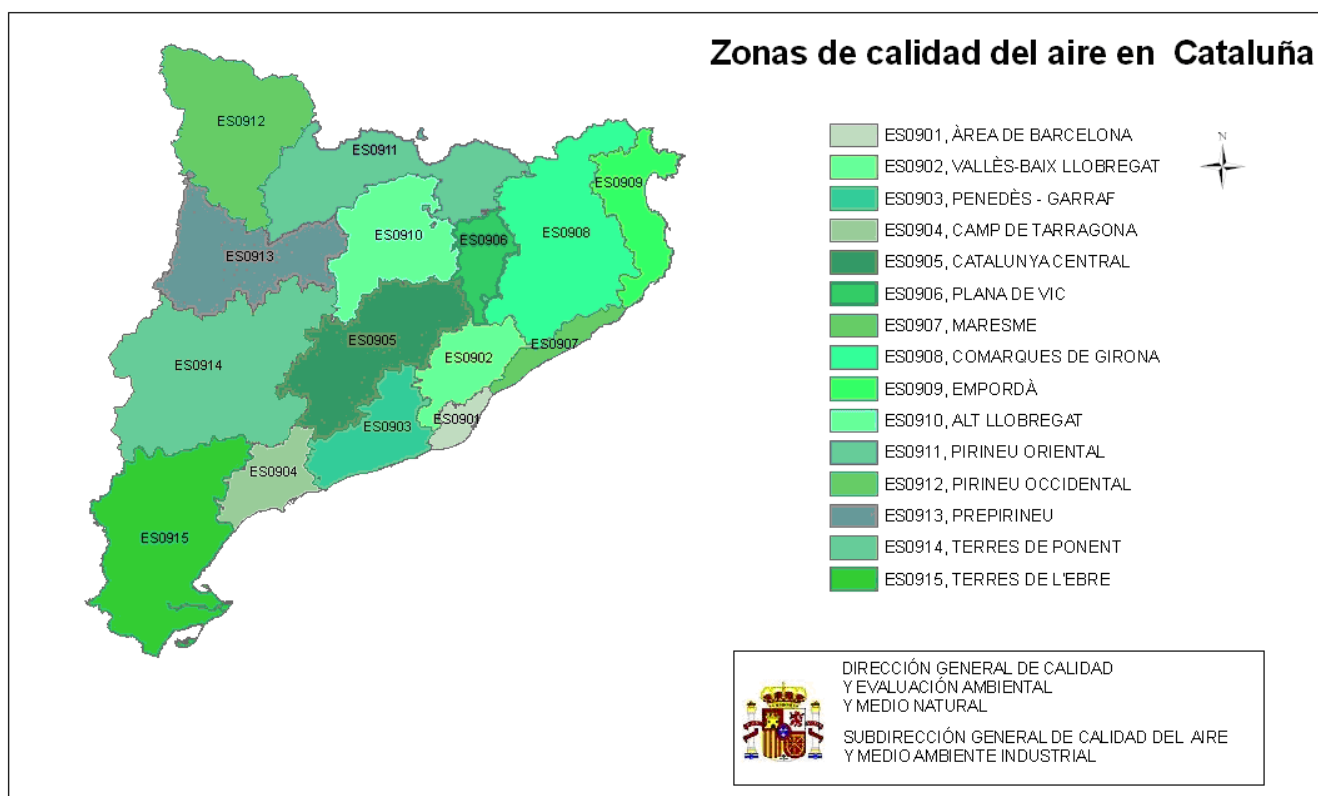 Zonas de calidad del aire en Cataluña
ES0912
ES0911
ES0909
ES0910
ES0906
ES0908
ES0913
ES0905
ES0907
ES0902
ES0914
ES0901
ES0903
ES0904
ES0915
ES0901, ÀREA DE BARCELONA
N
ES0902, VALLÈS-BAIX LLOBREGAT
ES0903, PENEDÈS - GARRAF
ES0904, CAMP DE TARRAGONA
ES0905, CATALUNYA CENTRAL
ES0906, PLANA DE VIC
ES0907, MARESME
ES0908, COMARQUES DE GIRONA
ES0909, EMPORDÀ
ES0910, ALT LLOBREGAT
ES0911, PIRINEU ORIENTAL
ES0912, PIRINEU OCCIDENTAL
ES0913, PREPIRINEU
ES0914, TERRES DE PONENT
ES0915, TERRES DE L'EBRE
DIRECCIÓN GENERAL DE CALIDAD
Y EVALUACIÓN AMBIENTAL
Y MEDIO NATURAL
SUBDIRECCIÓN GENERAL DE CALIDAD DEL AIRE
Y MEDIO AMBIENTE INDUSTRIAL